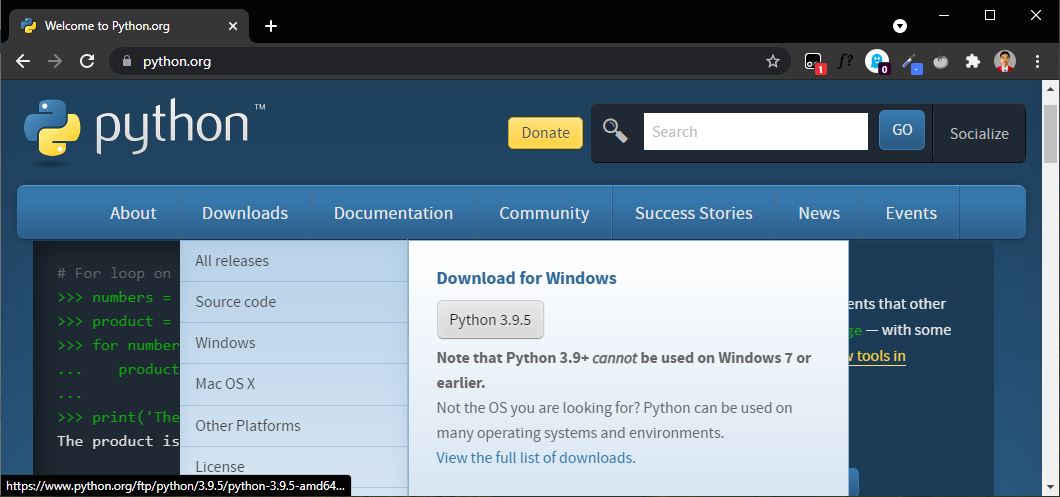 Welcome to Python.org
python.org
f?
1
0
python™
Donate
Search
GO
Socialize
About
Downloads
Documentation
Community
Success Stories
News
Events
# For loop on
>>> numbers =
>>> product =
>>> for number
... product
...
>>> print('The
The product is
All releases
Source code
Windows
Mac OS X
Other Platforms
License
Download for Windows
Python 3.9.5
Note that Python 3.9+ cannot be used on Windows 7 or
earlier.
Not the OS you are looking for? Python can be used on
many operating systems and environments.
View the full list of downloads.
ents that other
ge — with some
tools in
https://www.python.org/ftp/python/3.9.5/python-3.9.5-amd64...